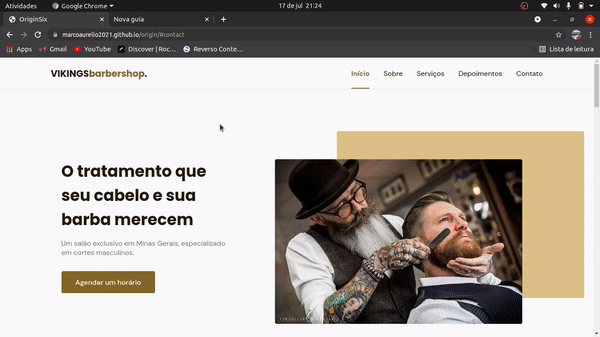 Atividades
Google Chrome
17 de jul 21:24
OriginSix
Nova guia
marcoaurelio2021.github.io/origin/#contact
Apps
Gmail
YouTube
Discover | Roc…
Reverso Conte…
Lista de leitura
VIKINGSbarbershop.
Início
Sobre
Serviços
Depoimentos
Contato
O tratamento que
seu cabelo e sua
barba merecem
Um salão exclusivo em Minas Gerais, especializado
em cortes masculinos.
Agendar um horário